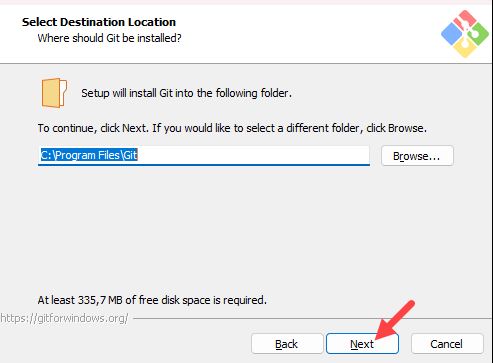 Select Destination Location
Where should Git be installed?
Setup will install Git into the following folder.
To continue, click Next. If you would like to select a different folder, click Browse.
C:\Program Files\Git
Browse...
At least 335,7 MB of free disk space is required.
https://gitforwindows.org/
Back
Next
Cancel